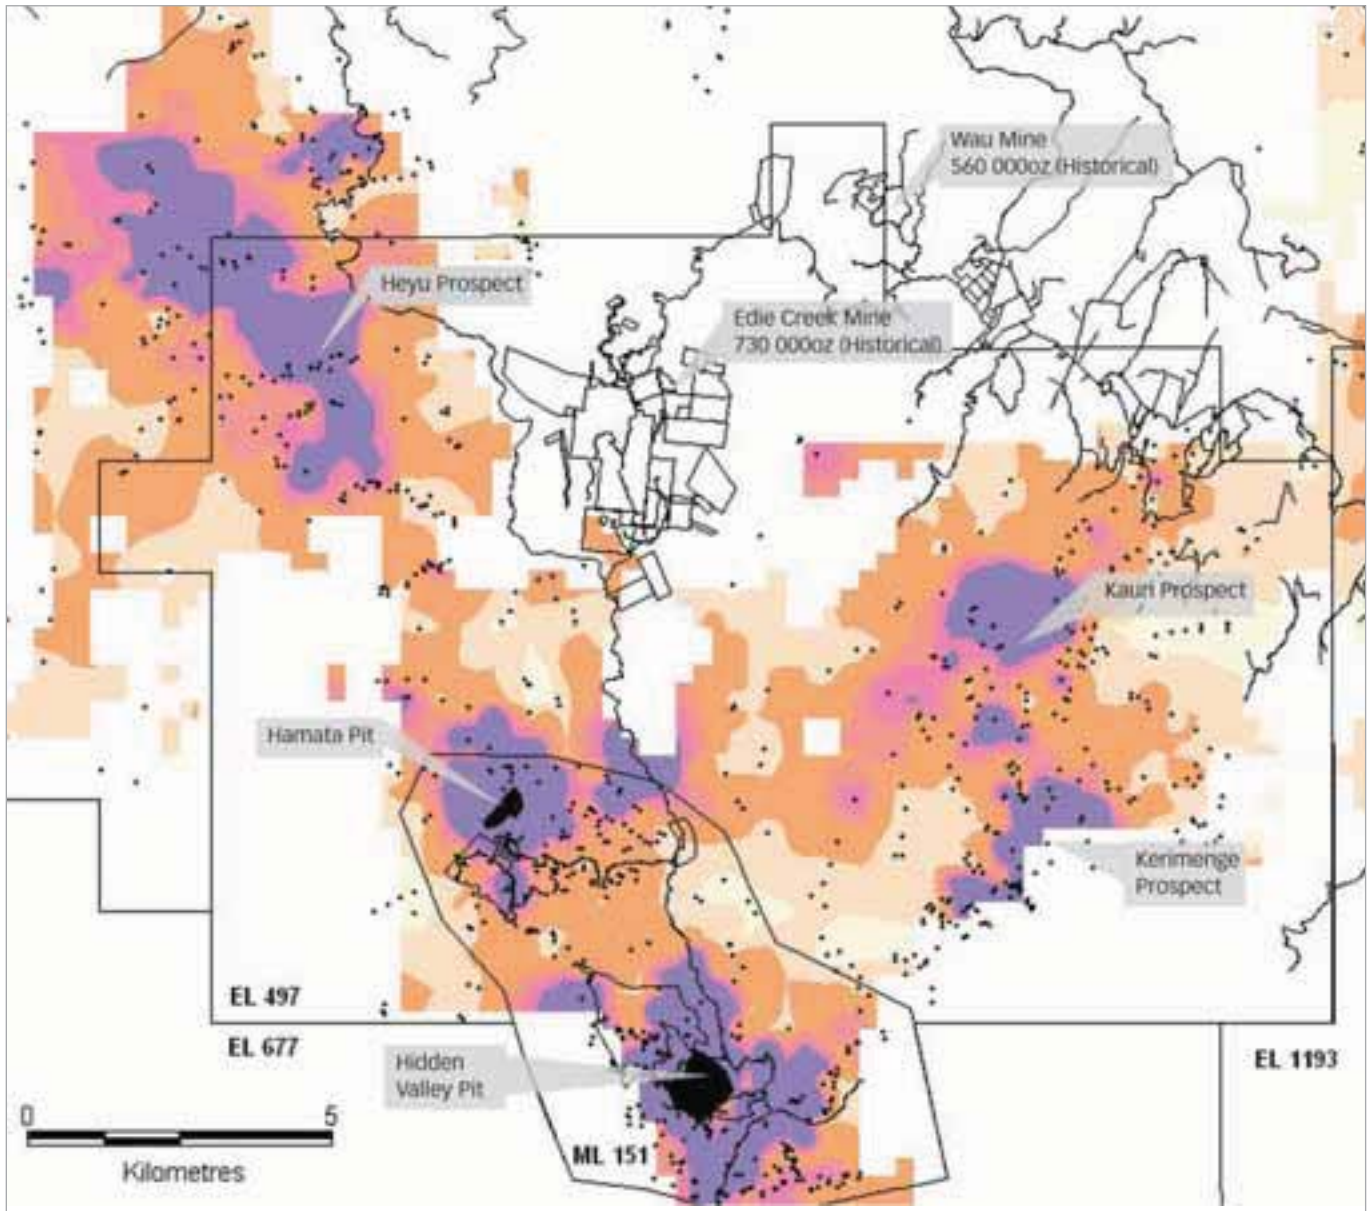 Wau Mine
560 000oz (Historical)
Heyu Prospect
Edie Creek Mine
730 000oz (Historical)
Kauri Prospect
Hamata Pit
Kerimenge
Prospect
EL 497
EL 677
Hidden
Valley Pit
EL 1193
ML 151
0 5
Kilometres